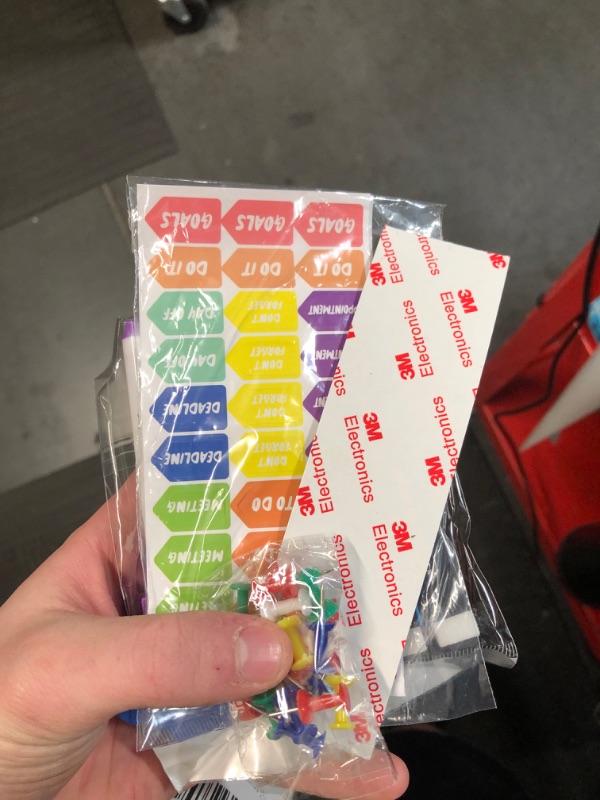 GOALS GOALS GOALS
DO IT DO IT DO IT
DAY OFF DON'T FORGET
DAY OFF DON'T FORGET
DEADLINE DON'T FORGET
DEADLINE DON'T FORGET
MEETING TO DO
MEETING
3M Electronics
3M Electronics
3M Electronics
3M Electronics
3M Electronics
3M
3M
3M
Electronics
Electronics
Electronics